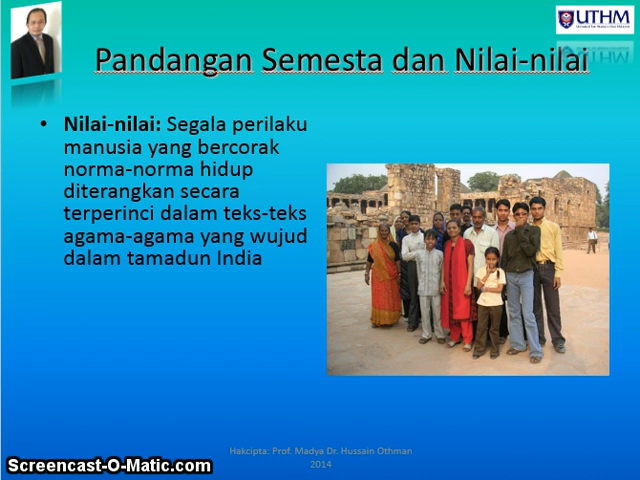 UTHM
Pandangan Semesta dan Nilai-nilai
• Nilai-nilai: Segala perilaku
manusia yang bercorak
norma-norma hidup
diterangkan secara
terperinci dalam teks-teks
agama-agama yang wujud
dalam tamadun India
Hakcipta: Prof. Madya Dr. Hussain Othman
2014
Screencast-O-Matic.com